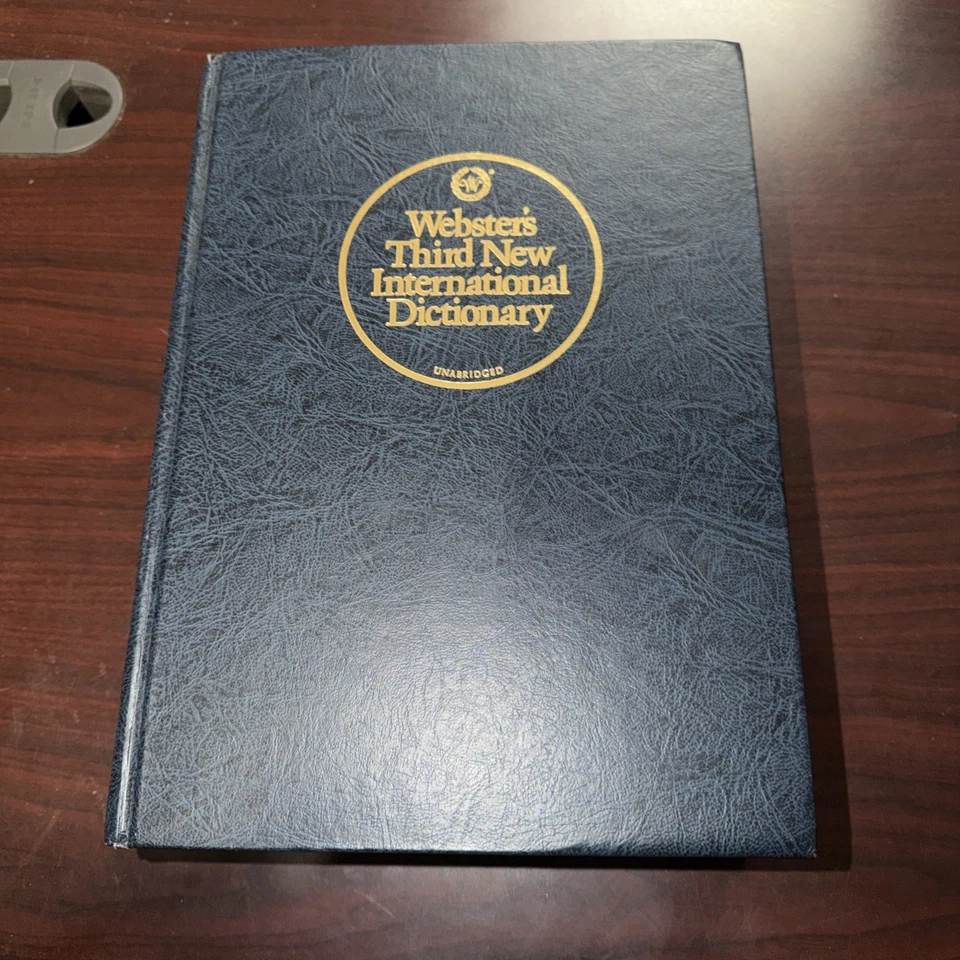 Webster's
Third New
International
Dictionary
UNABRIDGED